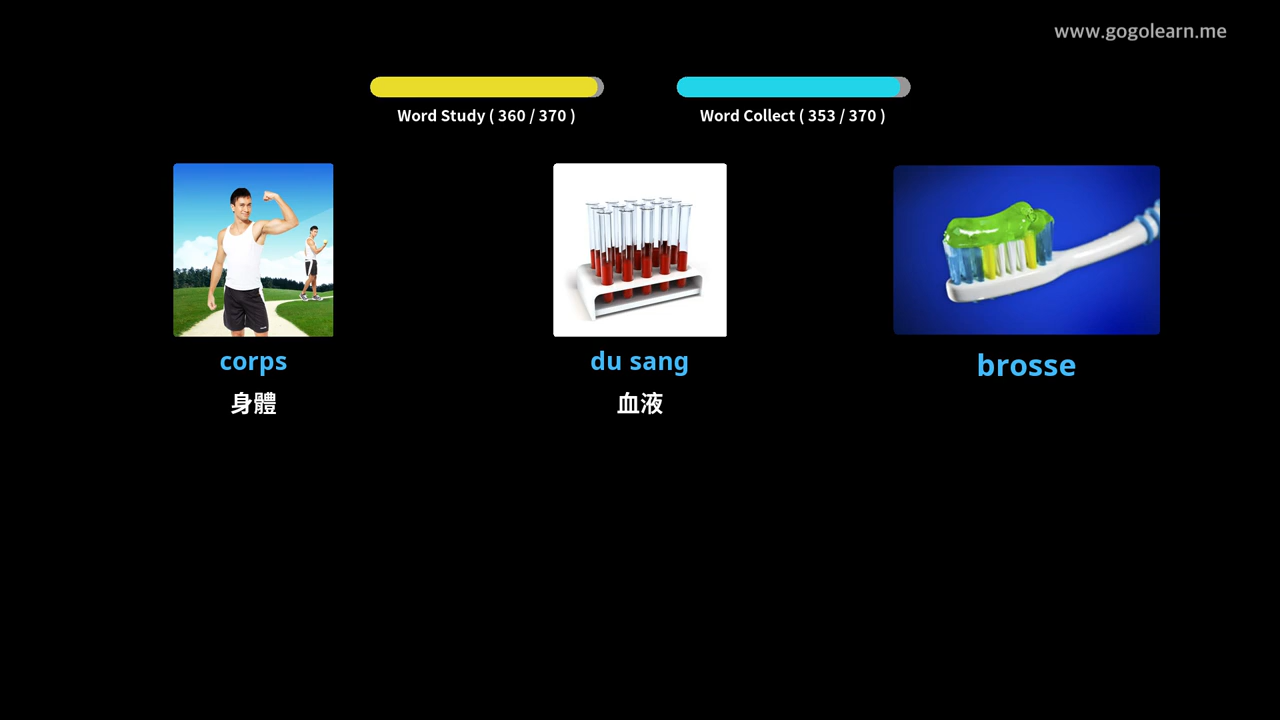 www.gogolearn.me
Word Study ( 360 / 370 )
Word Collect ( 353 / 370 )
corps
du sang
brosse
身體
血液